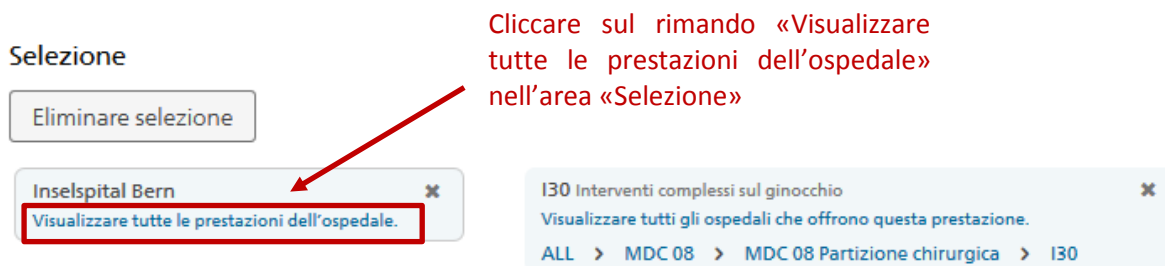 Cliccare sul rimando «Visualizzare
tutte le prestazioni dell’ospedale»
nell’area «Selezione»
Selezione
Eliminare selezione
Inselspital Bern ✖
Visualizzare tutte le prestazioni dell’ospedale.
I30 Interventi complessi sul ginocchio ✖
Visualizzare tutti gli ospedali che offrono questa prestazione.
ALL > MDC 08 > MDC 08 Partizione chirurgica > I30